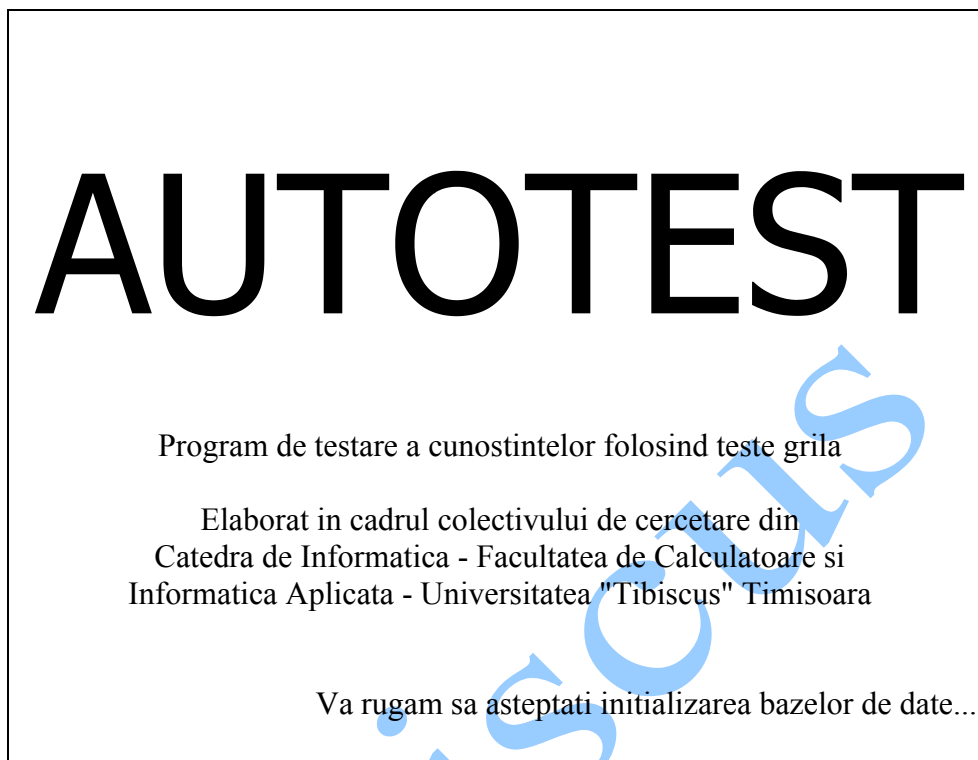 AUTOTEST
Program de testare a cunostintelor folosind teste grila
Elaborat in cadrul colectivului de cercetare din
Catedra de Informatica - Facultatea de Calculatoare si
Informatica Aplicata - Universitatea "Tibiscus" Timisoara
Va rugam sa asteptati initializarea bazelor de date...
iscus